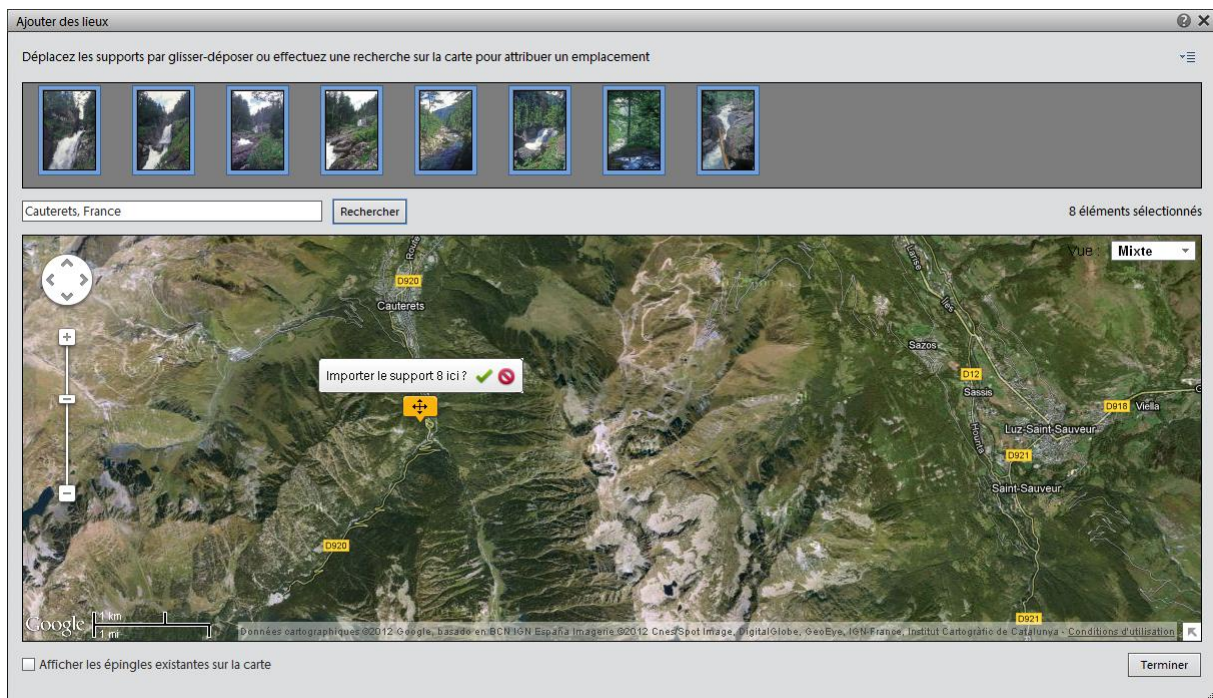 Ajouter des lieux
Déplacez les supports par glisser-déposer ou effectuez une recherche sur la carte pour attribuer un emplacement
Cauterets, France
Rechercher
8 éléments sélectionnés
Vue : Mixte
Route
D920
Cauterets
Importer le support 8 ici ?
Sazos
D12
Sassis
D918
Viella
Luz-Saint-Sauveur
D921
Saint-Sauveur
D920
D921
1 km
1 mi
Google
Données cartographiques ©2012 Google, basado en BCN IGN España Imagerie ©2012 Cnes/Spot Image, DigitalGlobe, GeoEye, IGN-France, Institut Cartogràfic de Catalunya - Conditions d'utilisation
Afficher les épingles existantes sur la carte
Terminer